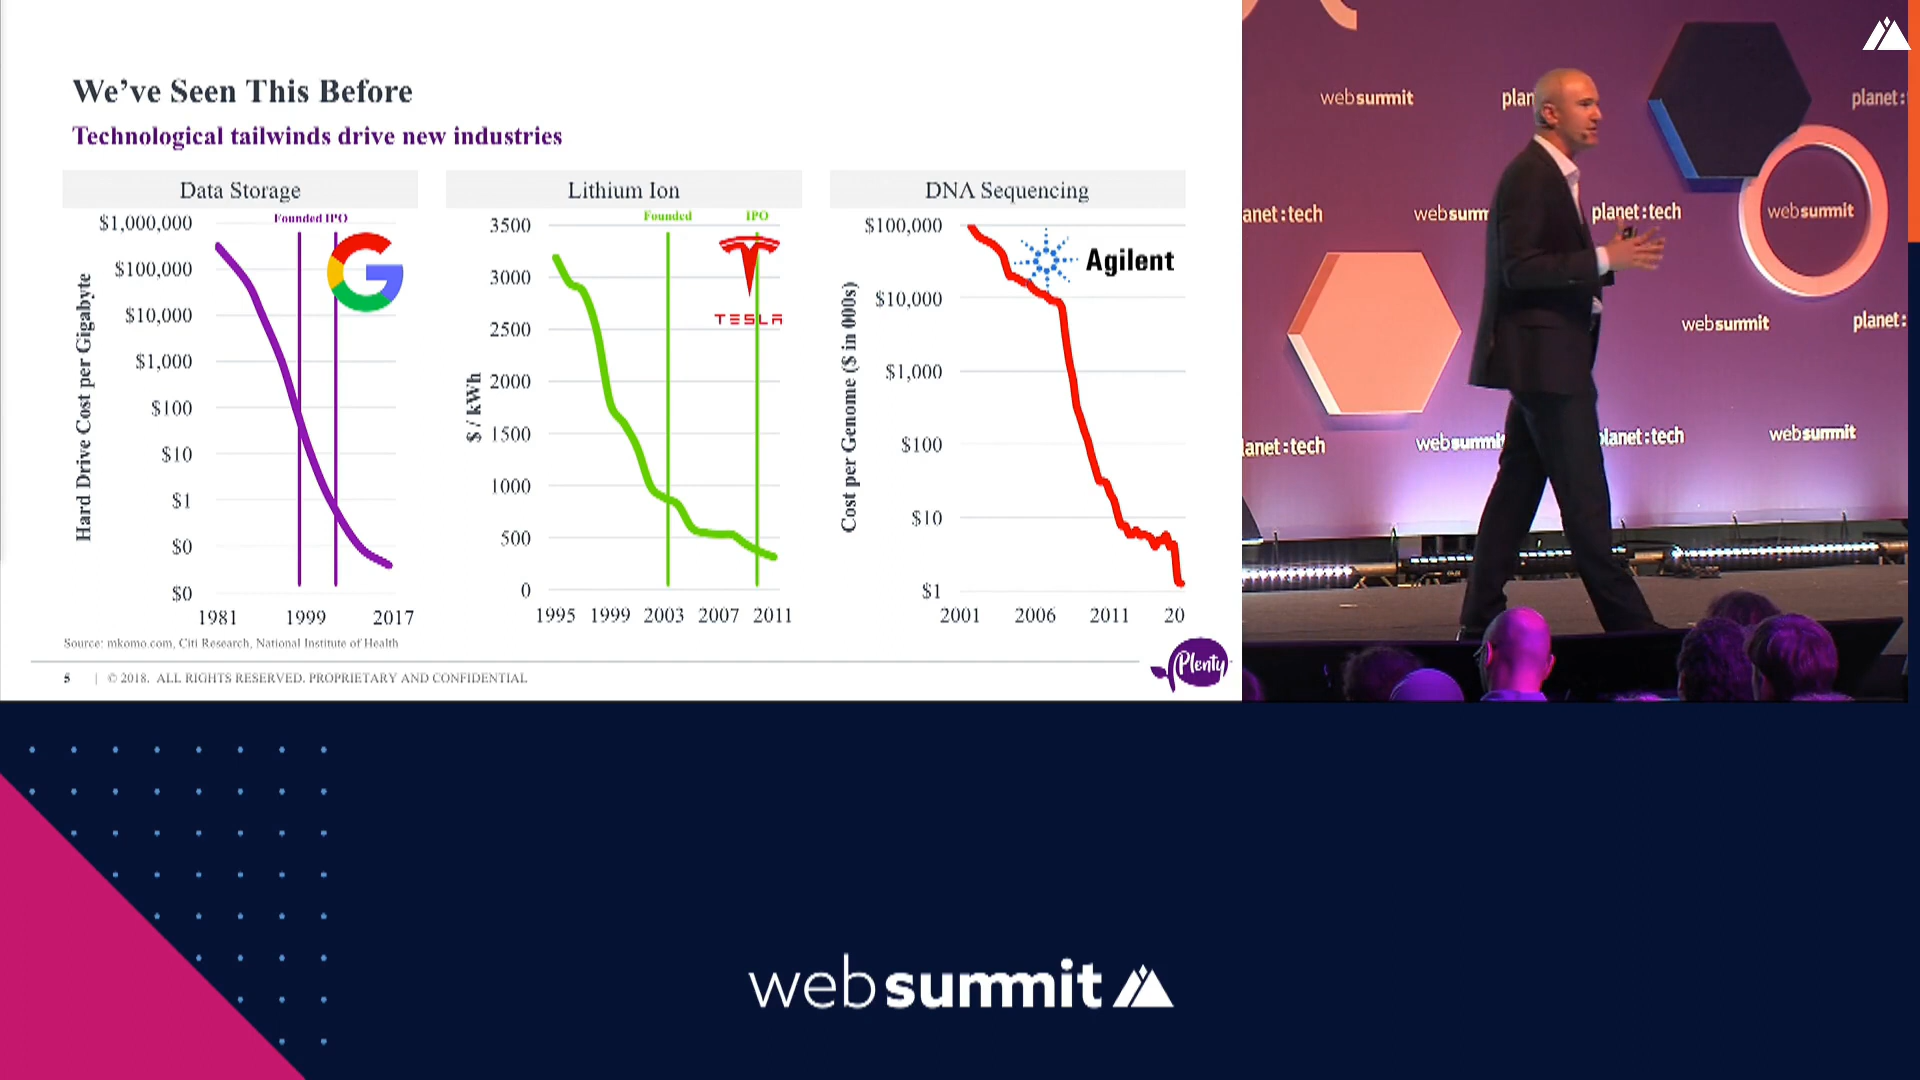 We've Seen This Before
Technological tailwinds drive new industries
Data Storage
Founded IPO
Hard Drive Cost per Gigabyte
$1,000,000
$100,000
$10,000
$1,000
$100
$10
$1
$0
$0
1981 1999 2017
Lithium Ion
Founded IPO
TESLA
$ / kWh
3500
3000
2500
2000
1500
1000
500
0
1995 1999 2003 2007 2011
DNA Sequencing
Agilent
Cost per Genome ($ in 000s)
$100,000
$10,000
$1,000
$100
$10
$1
2001 2006 2011 20
Source: mkomo.com, Citi Research, National Institute of Health
5 | © 2018. ALL RIGHTS RESERVED. PROPRIETARY AND CONFIDENTIAL
Plenty
websummit plan planet:
anet:tech websumm planet:tech websummit
websummit planet:
anet:tech websummit planet:tech websummit
websummit